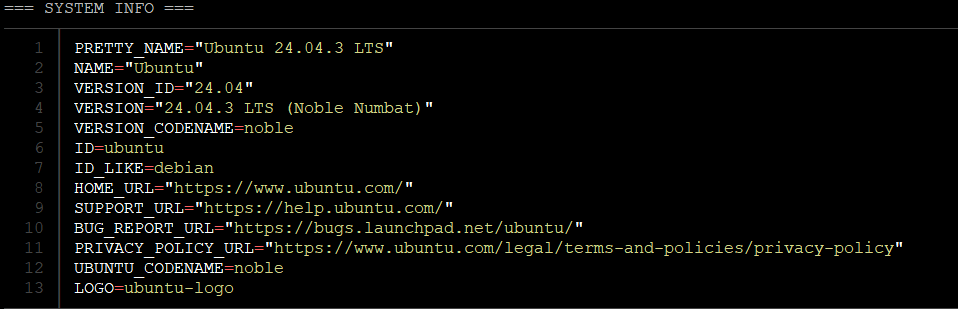 === SYSTEM INFO ===
1 PRETTY_NAME="Ubuntu 24.04.3 LTS"
2 NAME="Ubuntu"
3 VERSION_ID="24.04"
4 VERSION="24.04.3 LTS (Noble Numbat)"
5 VERSION_CODENAME=noble
6 ID=ubuntu
7 ID_LIKE=debian
8 HOME_URL="https://www.ubuntu.com/"
9 SUPPORT_URL="https://help.ubuntu.com/"
10 BUG_REPORT_URL="https://bugs.launchpad.net/ubuntu/"
11 PRIVACY_POLICY_URL="https://www.ubuntu.com/legal/terms-and-policies/privacy-policy"
12 UBUNTU_CODENAME=noble
13 LOGO=ubuntu-logo